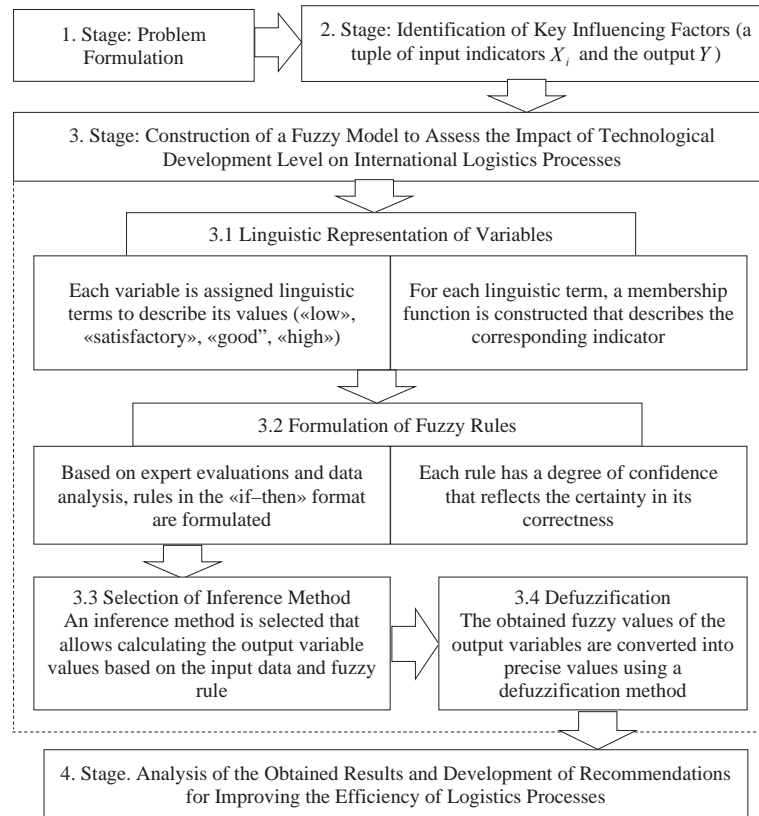 1. Stage: Problem
Formulation
2. Stage: Identification of Key Influencing Factors (a
tuple of input indicators X_i and the output Y)
3. Stage: Construction of a Fuzzy Model to Assess the Impact of Technological
Development Level on International Logistics Processes
3.1 Linguistic Representation of Variables
Each variable is assigned linguistic
terms to describe its values («low»,
«satisfactory», «good”, «high»)
For each linguistic term, a membership
function is constructed that describes the
corresponding indicator
3.2 Formulation of Fuzzy Rules
Based on expert evaluations and data
analysis, rules in the «if–then» format
are formulated
Each rule has a degree of confidence
that reflects the certainty in its
correctness
3.3 Selection of Inference Method
An inference method is selected that
allows calculating the output variable
values based on the input data and fuzzy
rule
3.4 Defuzzification
The obtained fuzzy values of the
output variables are converted into
precise values using a
defuzzification method
4. Stage. Analysis of the Obtained Results and Development of Recommendations
for Improving the Efficiency of Logistics Processes